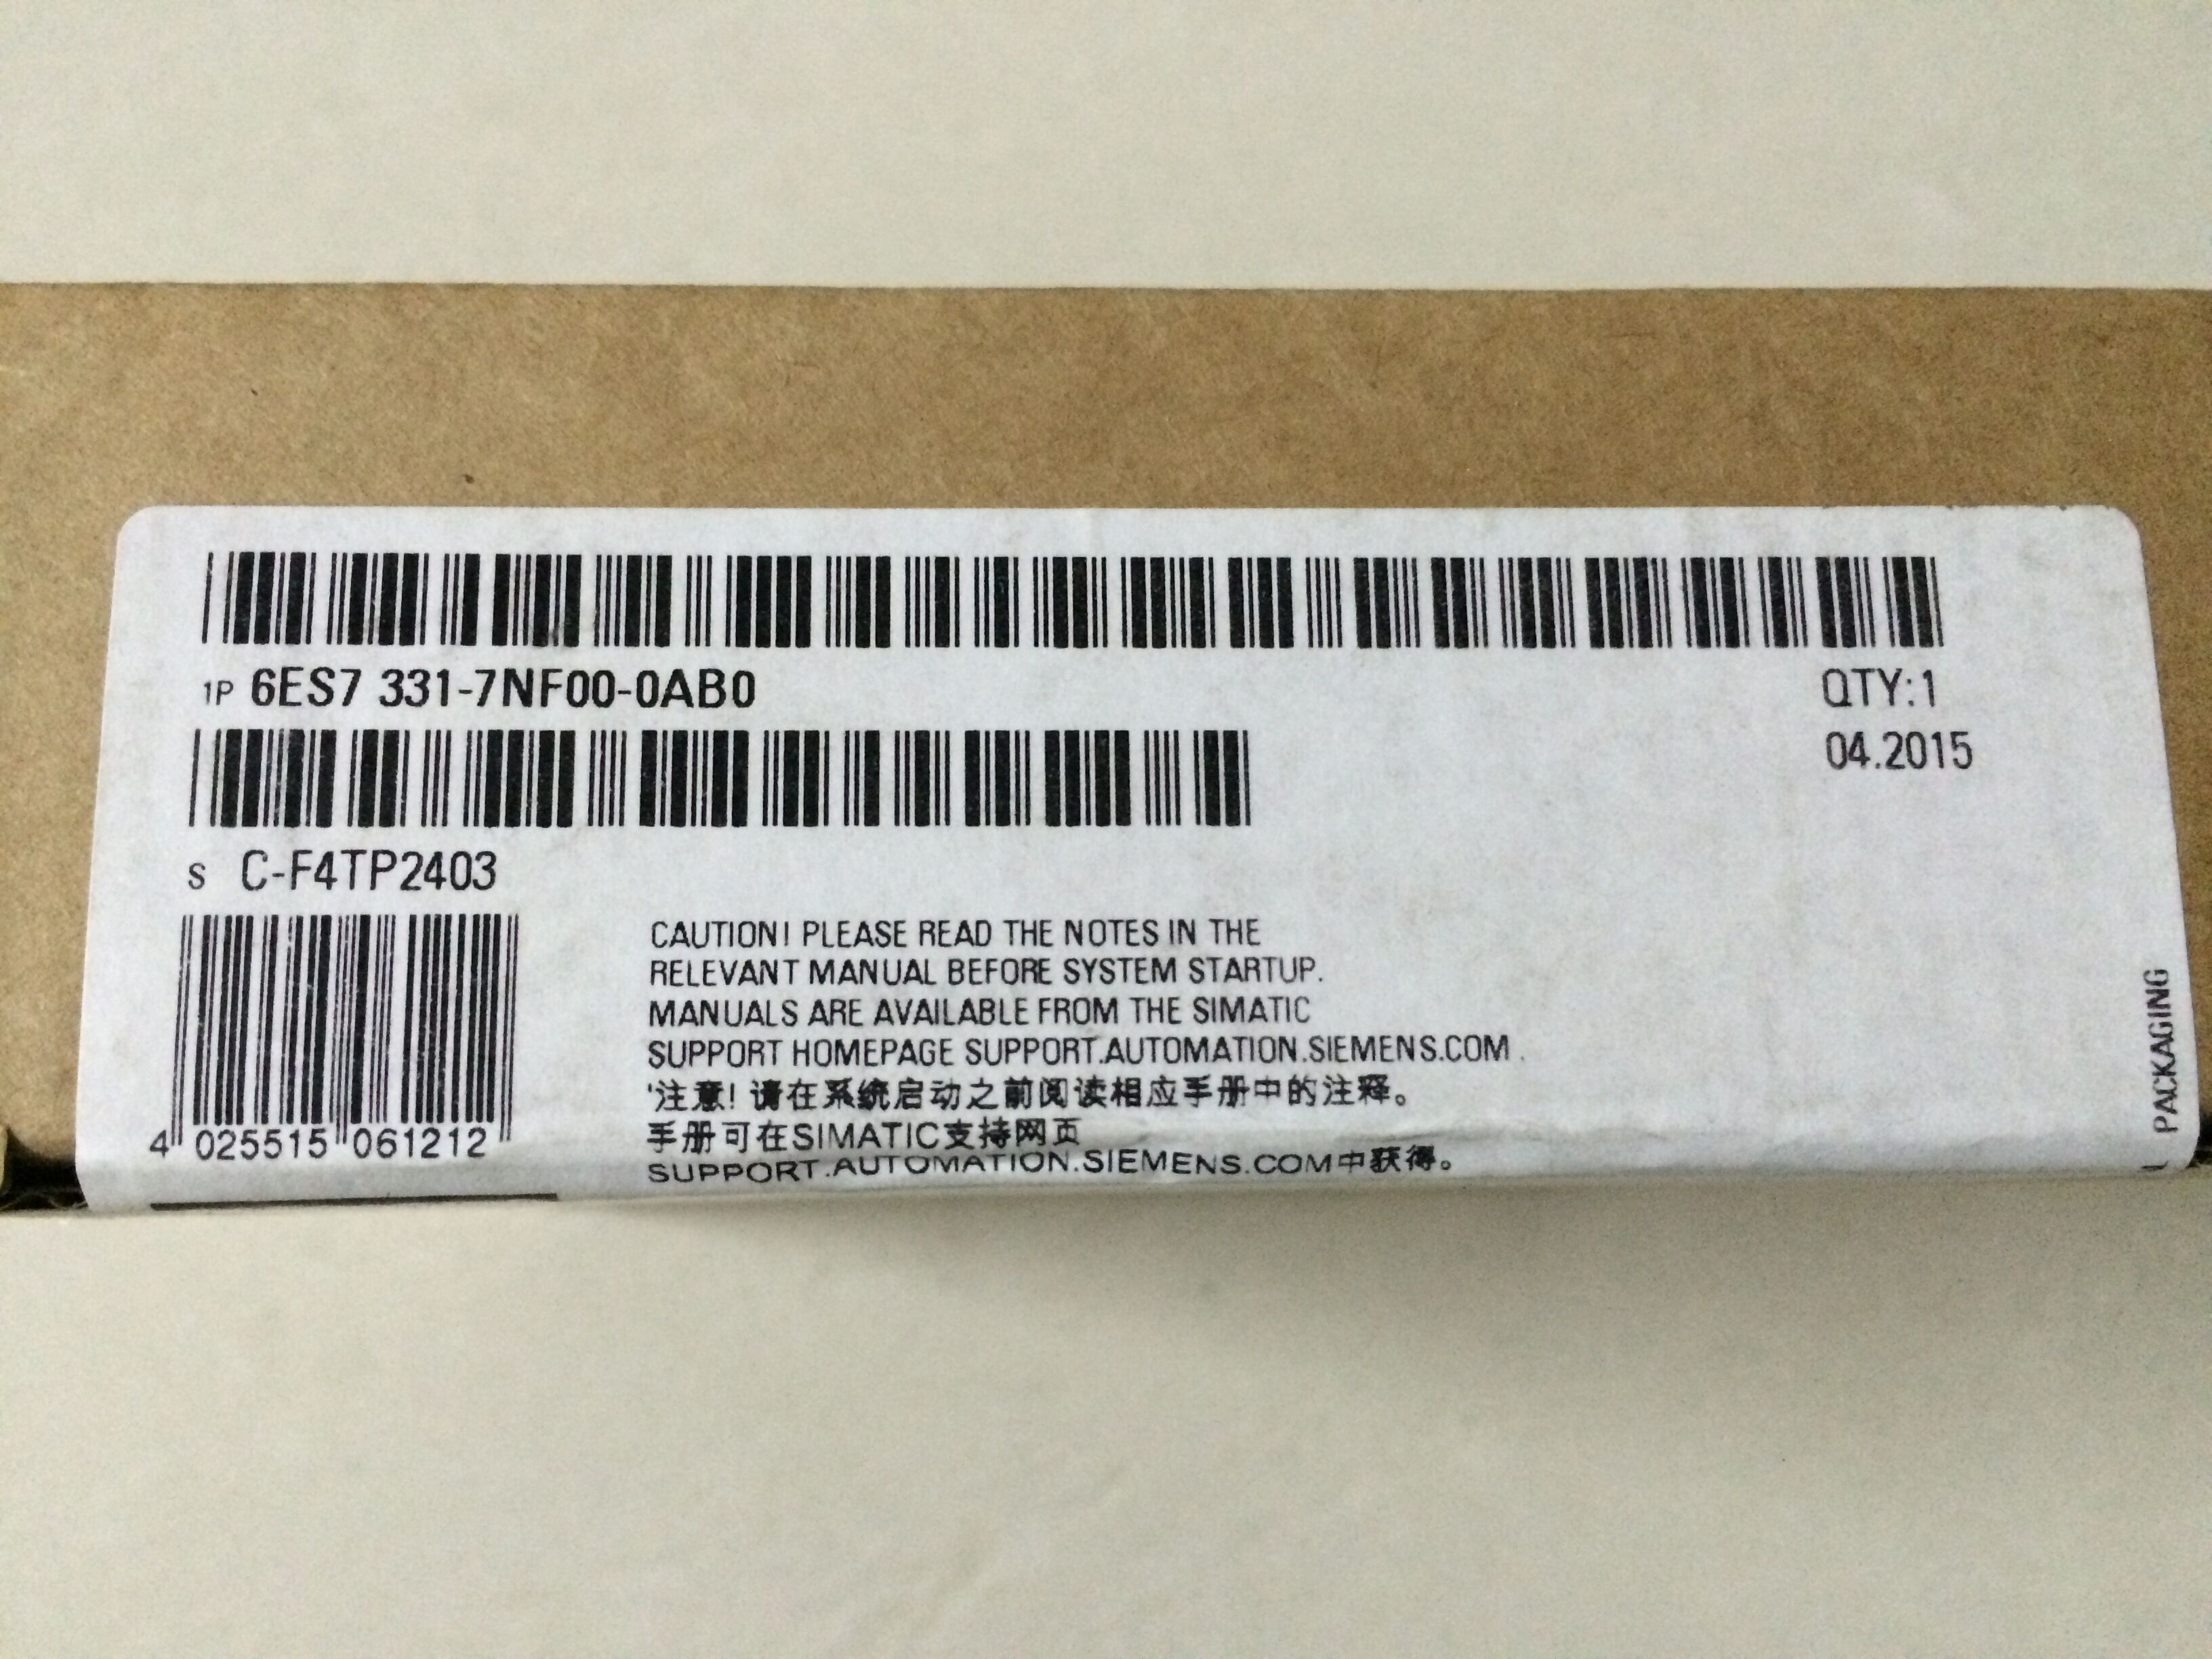 1P 6ES7 331-7NF00-0AB0
QTY:1
04.2015
S C-F4TP2403
CAUTION! PLEASE READ THE NOTES IN THE
RELEVANT MANUAL BEFORE SYSTEM STARTUP.
MANUALS ARE AVAILABLE FROM THE SIMATIC
SUPPORT HOMEPAGE SUPPORT.AUTOMATION.SIEMENS.COM.
'注意! 请在系统启动之前阅读相应手册中的注释。
手册可在SIMATIC支持网页
SUPPORT.AUTOMATION.SIEMENS.COM中获得。
4 025515 061212
PACKAGING